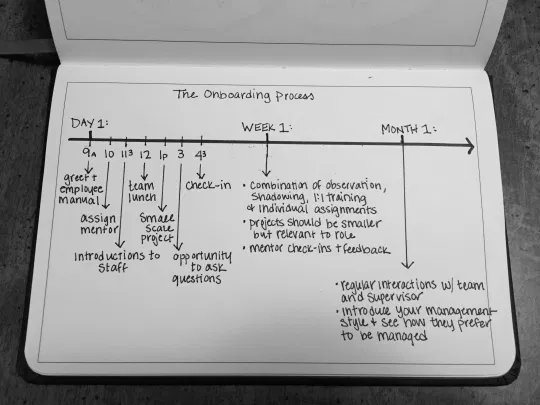 The Onboarding Process
DAY 1:
WEEK 1:
MONTH 1:
9A 10 11³ 12 1P 3 4³
greet +
employee
manual
assign
mentor
introductions to
staff
team
lunch
small
scale
project
opportunity
to ask
questions
check-in
• combination of observation,
shadowing, 1:1 training
& individual assignments
• projects should be smaller
but relevant to role
• mentor check-ins + feedback
• regular interactions w/ team
and supervisor
• introduce your management
style + see how they prefer
to be managed